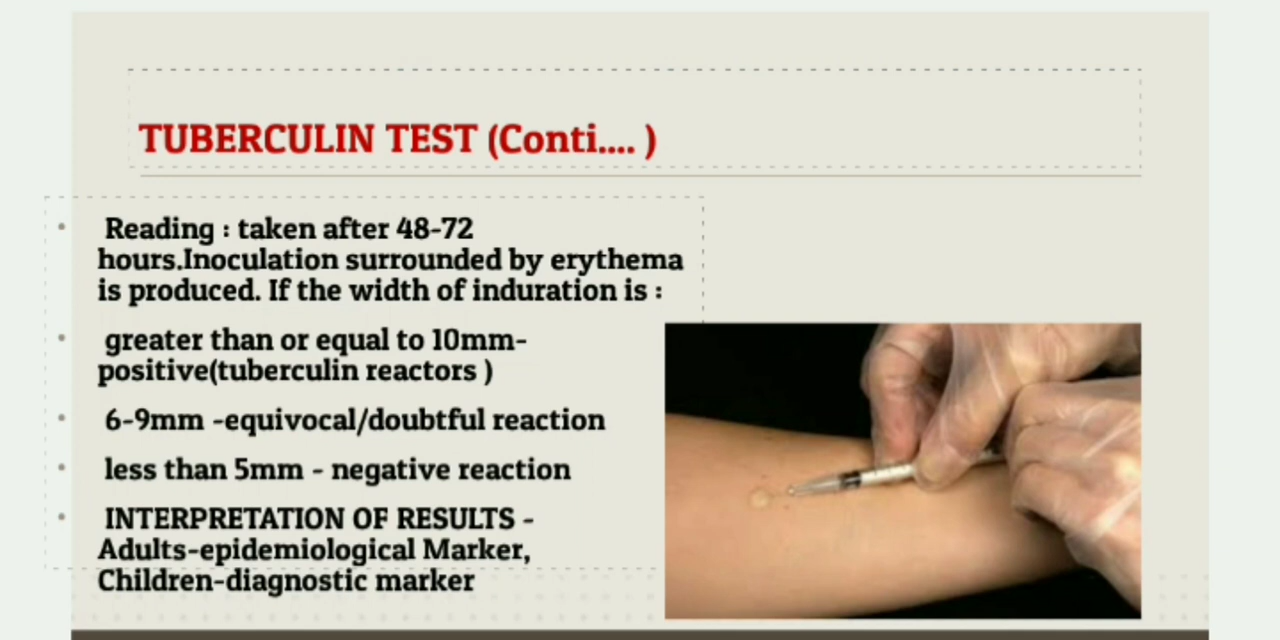 TUBERCULIN TEST (Conti.... )
• Reading : taken after 48-72
hours.Inoculation surrounded by erythema
is produced. If the width of induration is :
• greater than or equal to 10mm-
positive(tuberculin reactors )
• 6-9mm -equivocal/doubtful reaction
• less than 5mm - negative reaction
• INTERPRETATION OF RESULTS -
Adults-epidemiological Marker,
Children-diagnostic marker